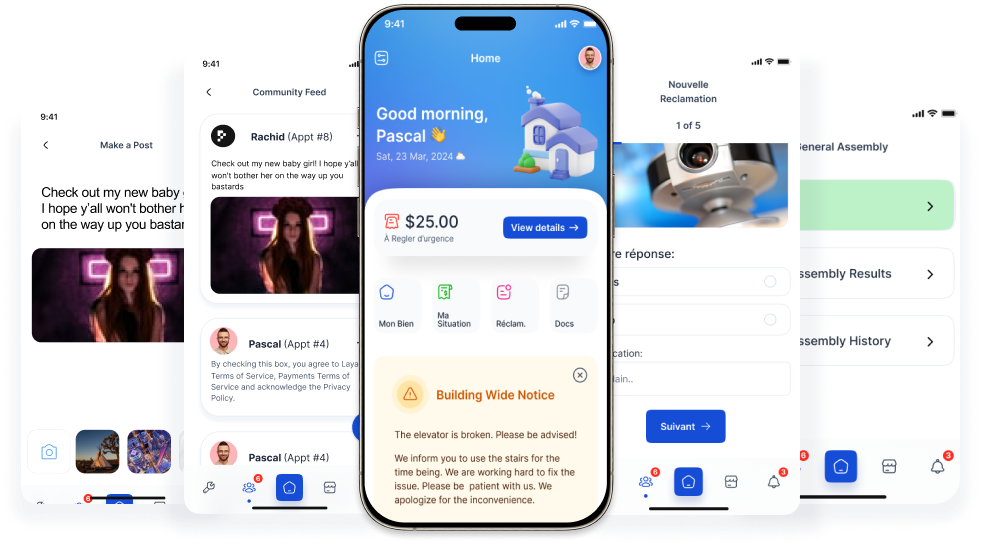 9:41
Make a Post
Check out my new baby
I hope y'all won't bother
on the way up you
6
9:41
Community Feed
Rachid (Appt #8)
Check out my new baby girl! I hope y'all
won't bother her on the way up you
bastards
Pascal (Appt #4)
By checking this box, you agree to
Terms of Service, Payments Terms of
Service and acknowledge the Privacy
Policy.
Pascal (Appt #4)
6
9:41
Home
Good morning,
Pascal 👋
Sat, 23 Mar, 2024
$25.00
À Regler d'urgence
View details →
Mon Bien
Ma
Situation
Réclam.
Docs
Building Wide Notice
The elevator is broken. Please be advised!
We inform you to use the stairs for the
time being. We are working hard to fix the
issue. Please be patient with us. We
apologize for the inconvenience.
Nouvelle
Reclamation
1 of 5
réponse:
Suivant →
6
3
General Assembly
Assembly Results
Assembly History
6
3